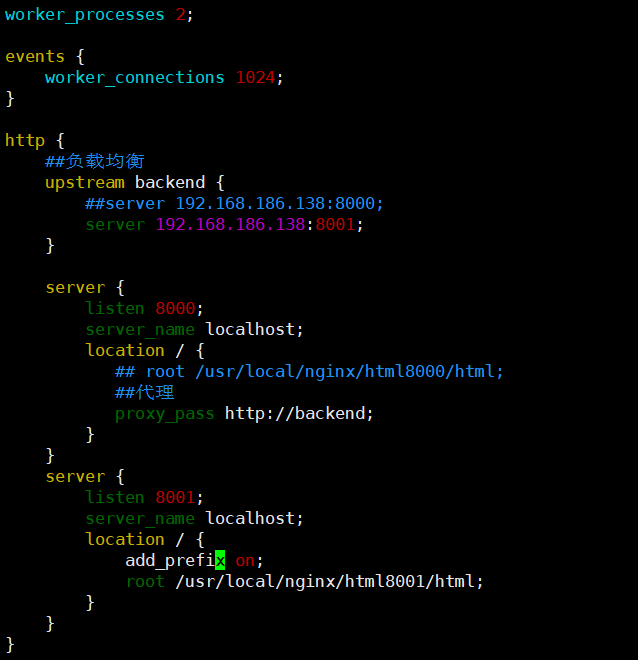 worker_processes 2;
events {
    worker_connections 1024;
}
http {
    ##负载均衡
    upstream backend {
        ##server 192.168.186.138:8000;
        server 192.168.186.138:8001;
    }
    server {
        listen 8000;
        server_name localhost;
        location / {
           ## root /usr/local/nginx/html8000/html;
           ##代理
           proxy_pass http://backend;
        }
    }
    server {
        listen 8001;
        server_name localhost;
        location / {
            add_prefix on;
            root /usr/local/nginx/html8001/html;
        }
    }
}